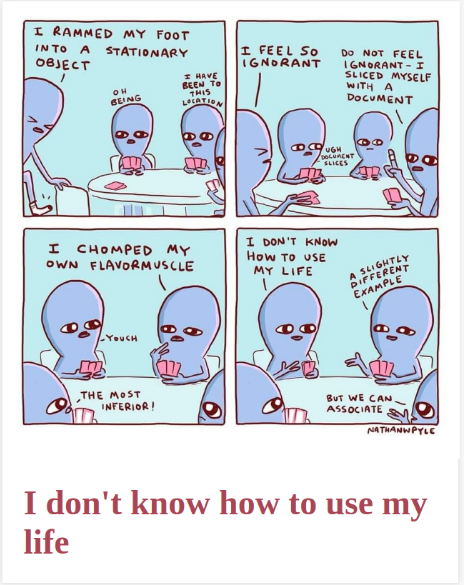 I RAMMED MY FOOT
INTO A STATIONARY
OBJECT
OH
BEING
I HAVE
BEEN TO
THIS
LOCATION
I FEEL SO
IGNORANT
DO NOT FEEL
IGNORANT-I
SLICED MYSELF
WITH A
DOCUMENT
UGH
DOCUMENT
SLICES
I CHOMPED MY
OWN FLAVORMUSCLE
YOUCH
THE MOST
INFERIOR!
I DON'T KNOW
HOW TO USE
MY LIFE
A SLIGHTLY
DIFFERENT
EXAMPLE
BUT WE CAN
ASSOCIATE
NATHANWPYLE
I don't know how to use my
life